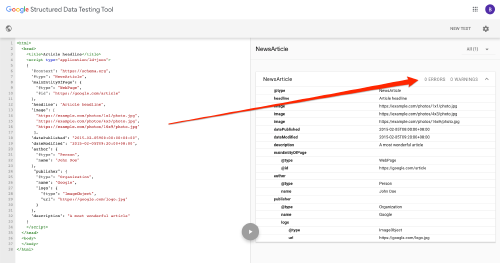 Google Structured Data Testing Tool
S
NEW TEST
<html>
<head>
<title>Article headline</title>
<script type="application/ld+json">
{
"@context": "https://schema.org",
"@type": "NewsArticle",
"mainEntityOfPage": {
"@type": "WebPage",
"@id": "https://google.com/article"
},
"headline": "Article headline",
"image": [
"https://example.com/photos/1x1/photo.jpg",
"https://example.com/photos/4x3/photo.jpg",
"https://example.com/photos/16x9/photo.jpg"
],
"datePublished": "2015-02-05T08:00:00+08:00",
"dateModified": "2015-02-05T09:20:00+08:00",
"author": {
"@type": "Person",
"name": "John Doe"
},
"publisher": {
"@type": "Organization",
"name": "Google",
"logo": {
"@type": "ImageObject",
"url": "https://google.com/logo.jpg"
}
},
"description": "A most wonderful article"
}
</script>
</head>
<body>
</body>
</html>
NewsArticle
All (1)
NewsArticle
0 ERRORS 0 WARNINGS
@type NewsArticle
headline Article headline
image https://example.com/photos/1x1/photo.jpg
image https://example.com/photos/4x3/photo.jpg
image https://example.com/photos/16x9/photo.jpg
datePublished 2015-02-05T08:00:00+08:00
dateModified 2015-02-05T09:20:00+08:00
description A most wonderful article
mainEntityOfPage
@type WebPage
@id https://google.com/article
author
@type Person
name John Doe
publisher
@type Organization
name Google
logo
@type ImageObject
url https://google.com/logo.jpg